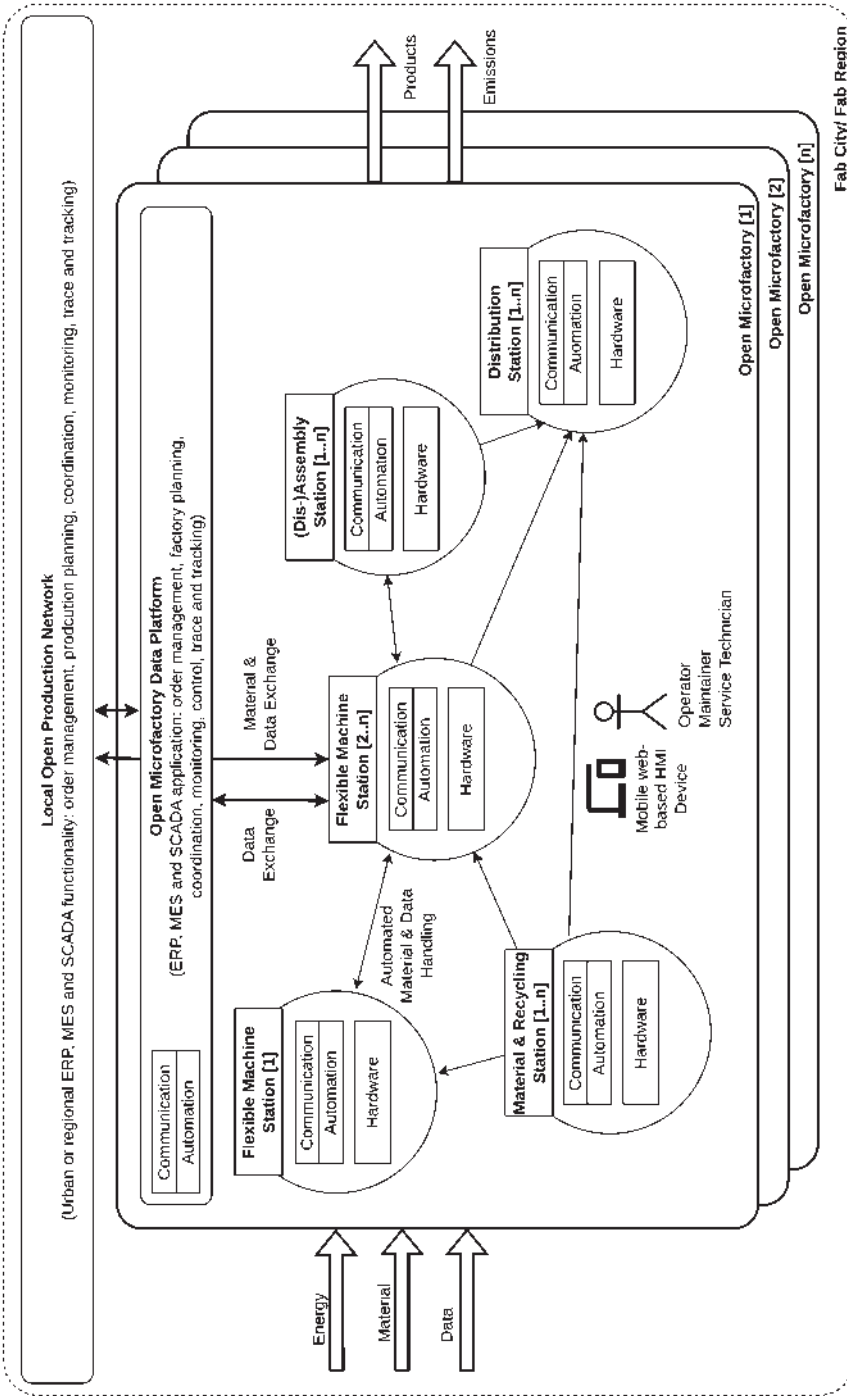 Local Open Production Network
(Urban or regional ERP, MES and SCADA functionality: order management, prodcution planning, coordination, monitoring, trace and tracking)
Communication
Automation
Open Microfactory Data Platform
(ERP, MES and SCADA application: order management, factory planning,
coordination, monitoring, control, trace and tracking)
Data
Exchange
Material &
Data Exchange
Energy
Material
Data
Flexible Machine
Station [1]
Communication
Automation
Hardware
Automated
Material & Data
Handling
Flexible Machine
Station [2..n]
Communication
Automation
Hardware
(Dis-)Assembly
Station [1..n]
Communication
Automation
Hardware
Material & Recycling
Station [1..n]
Communication
Automation
Hardware
Mobile web-
based HMI
Device
Operator
Maintainer
Service Technician
Distribution
Station [1..n]
Communication
Auomation
Hardware
Products
Emissions
Open Microfactory [1]
Open Microfactory [2]
Open Microfactory [n]
Fab City/ Fab Region